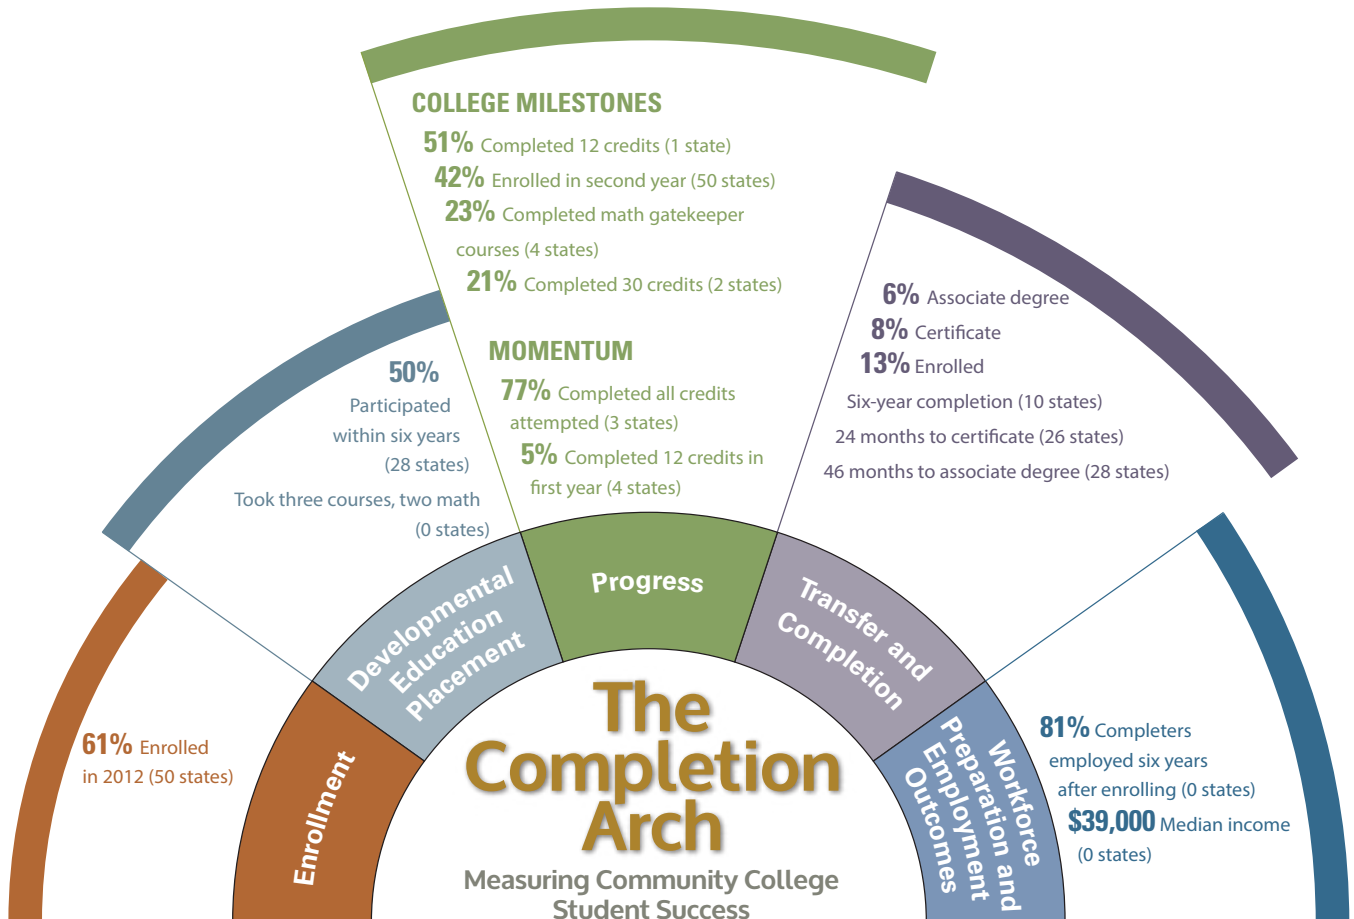 COLLEGE MILESTONES
51% Completed 12 credits (1 state)
42% Enrolled in second year (50 states)
23% Completed math gatekeeper
courses (4 states)
21% Completed 30 credits (2 states)
MOMENTUM
77% Completed all credits
attempted (3 states)
5% Completed 12 credits in
first year (4 states)
50%
Participated
within six years
(28 states)
Took three courses, two math
(0 states)
6% Associate degree
8% Certificate
13% Enrolled
Six-year completion (10 states)
24 months to certificate (26 states)
46 months to associate degree (28 states)
61% Enrolled
in 2012 (50 states)
81% Completers
employed six years
after enrolling (0 states)
$39,000 Median income
(0 states)
Enrollment
Developmental
Education
Placement
Progress
Transfer and
Completion
Workforce
Preparation and
Employment
Outcomes
The
Completion
Arch
Measuring Community College
Student Success